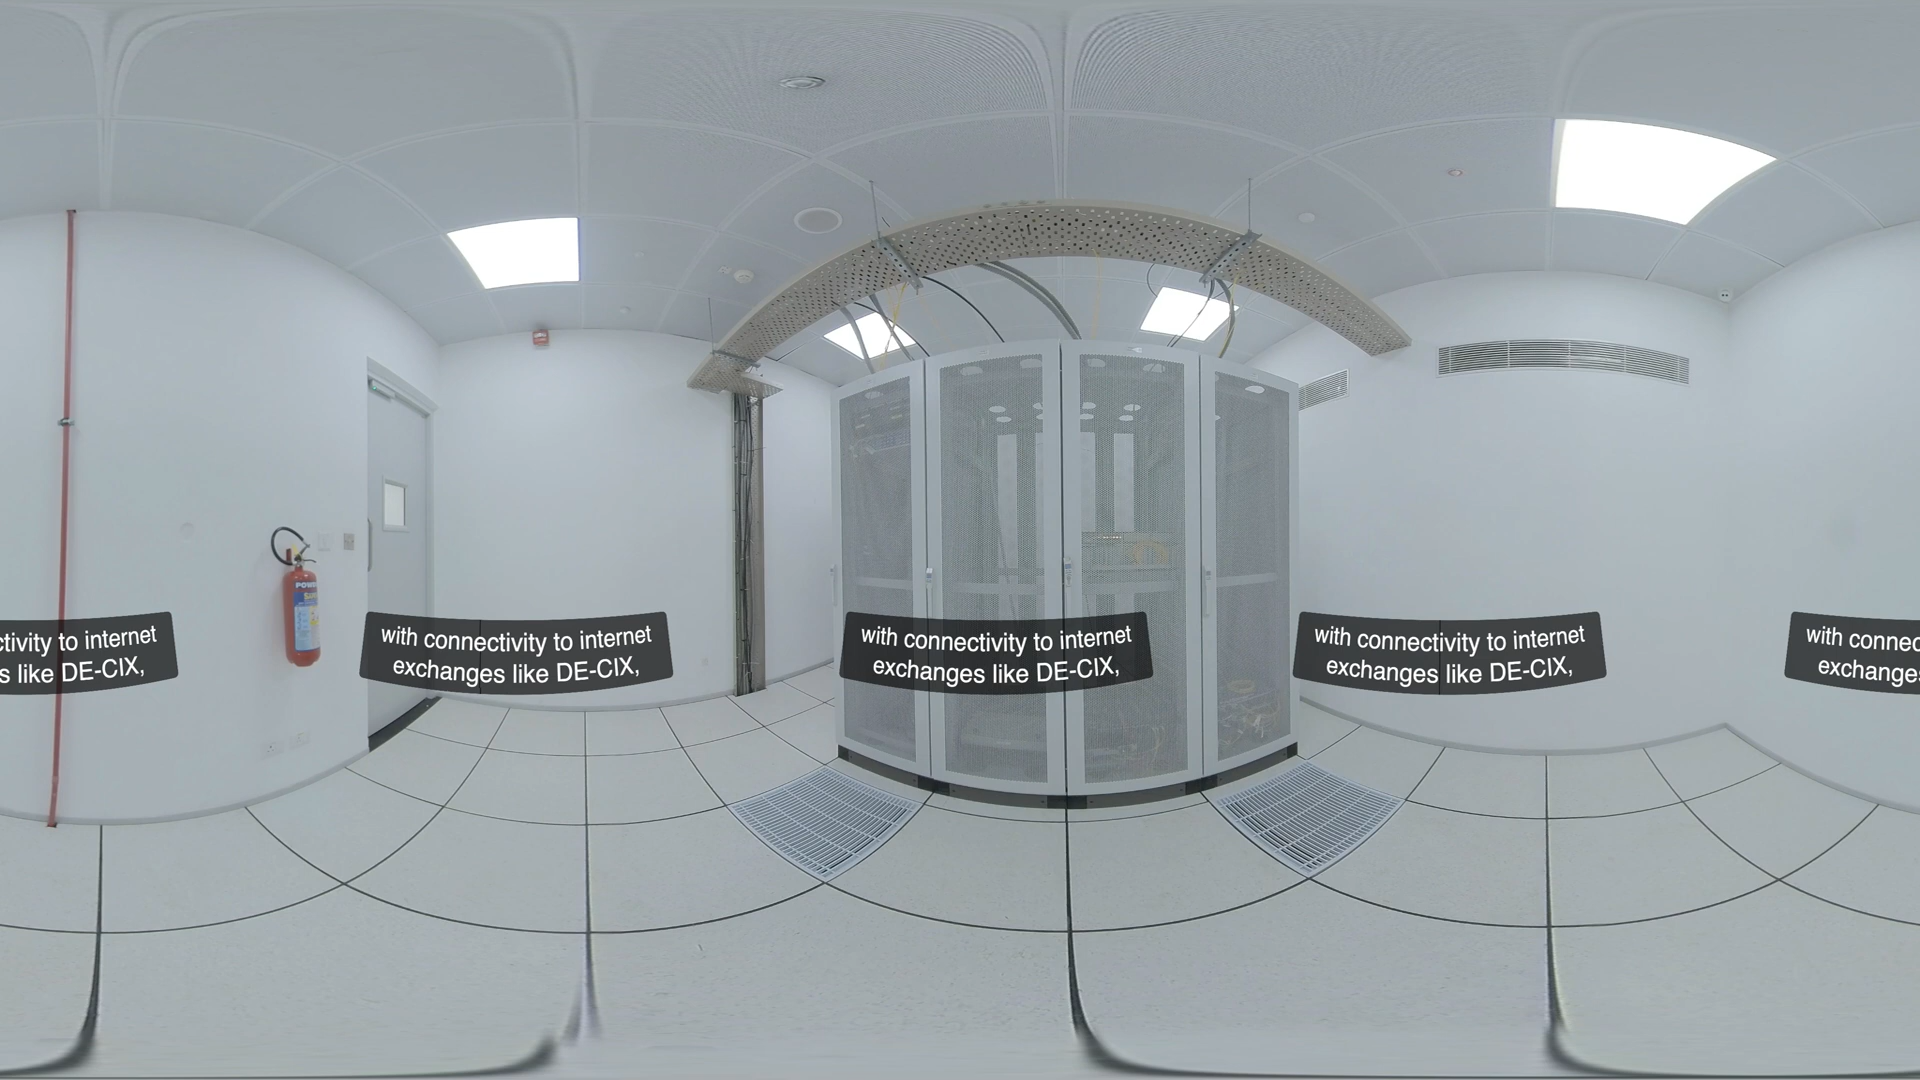 ctivity to internet
s like DE-CIX,
with connectivity to internet
exchanges like DE-CIX,
with connectivity to internet
exchanges like DE-CIX,
with connectivity to internet
exchanges like DE-CIX,
with connec
exchanges